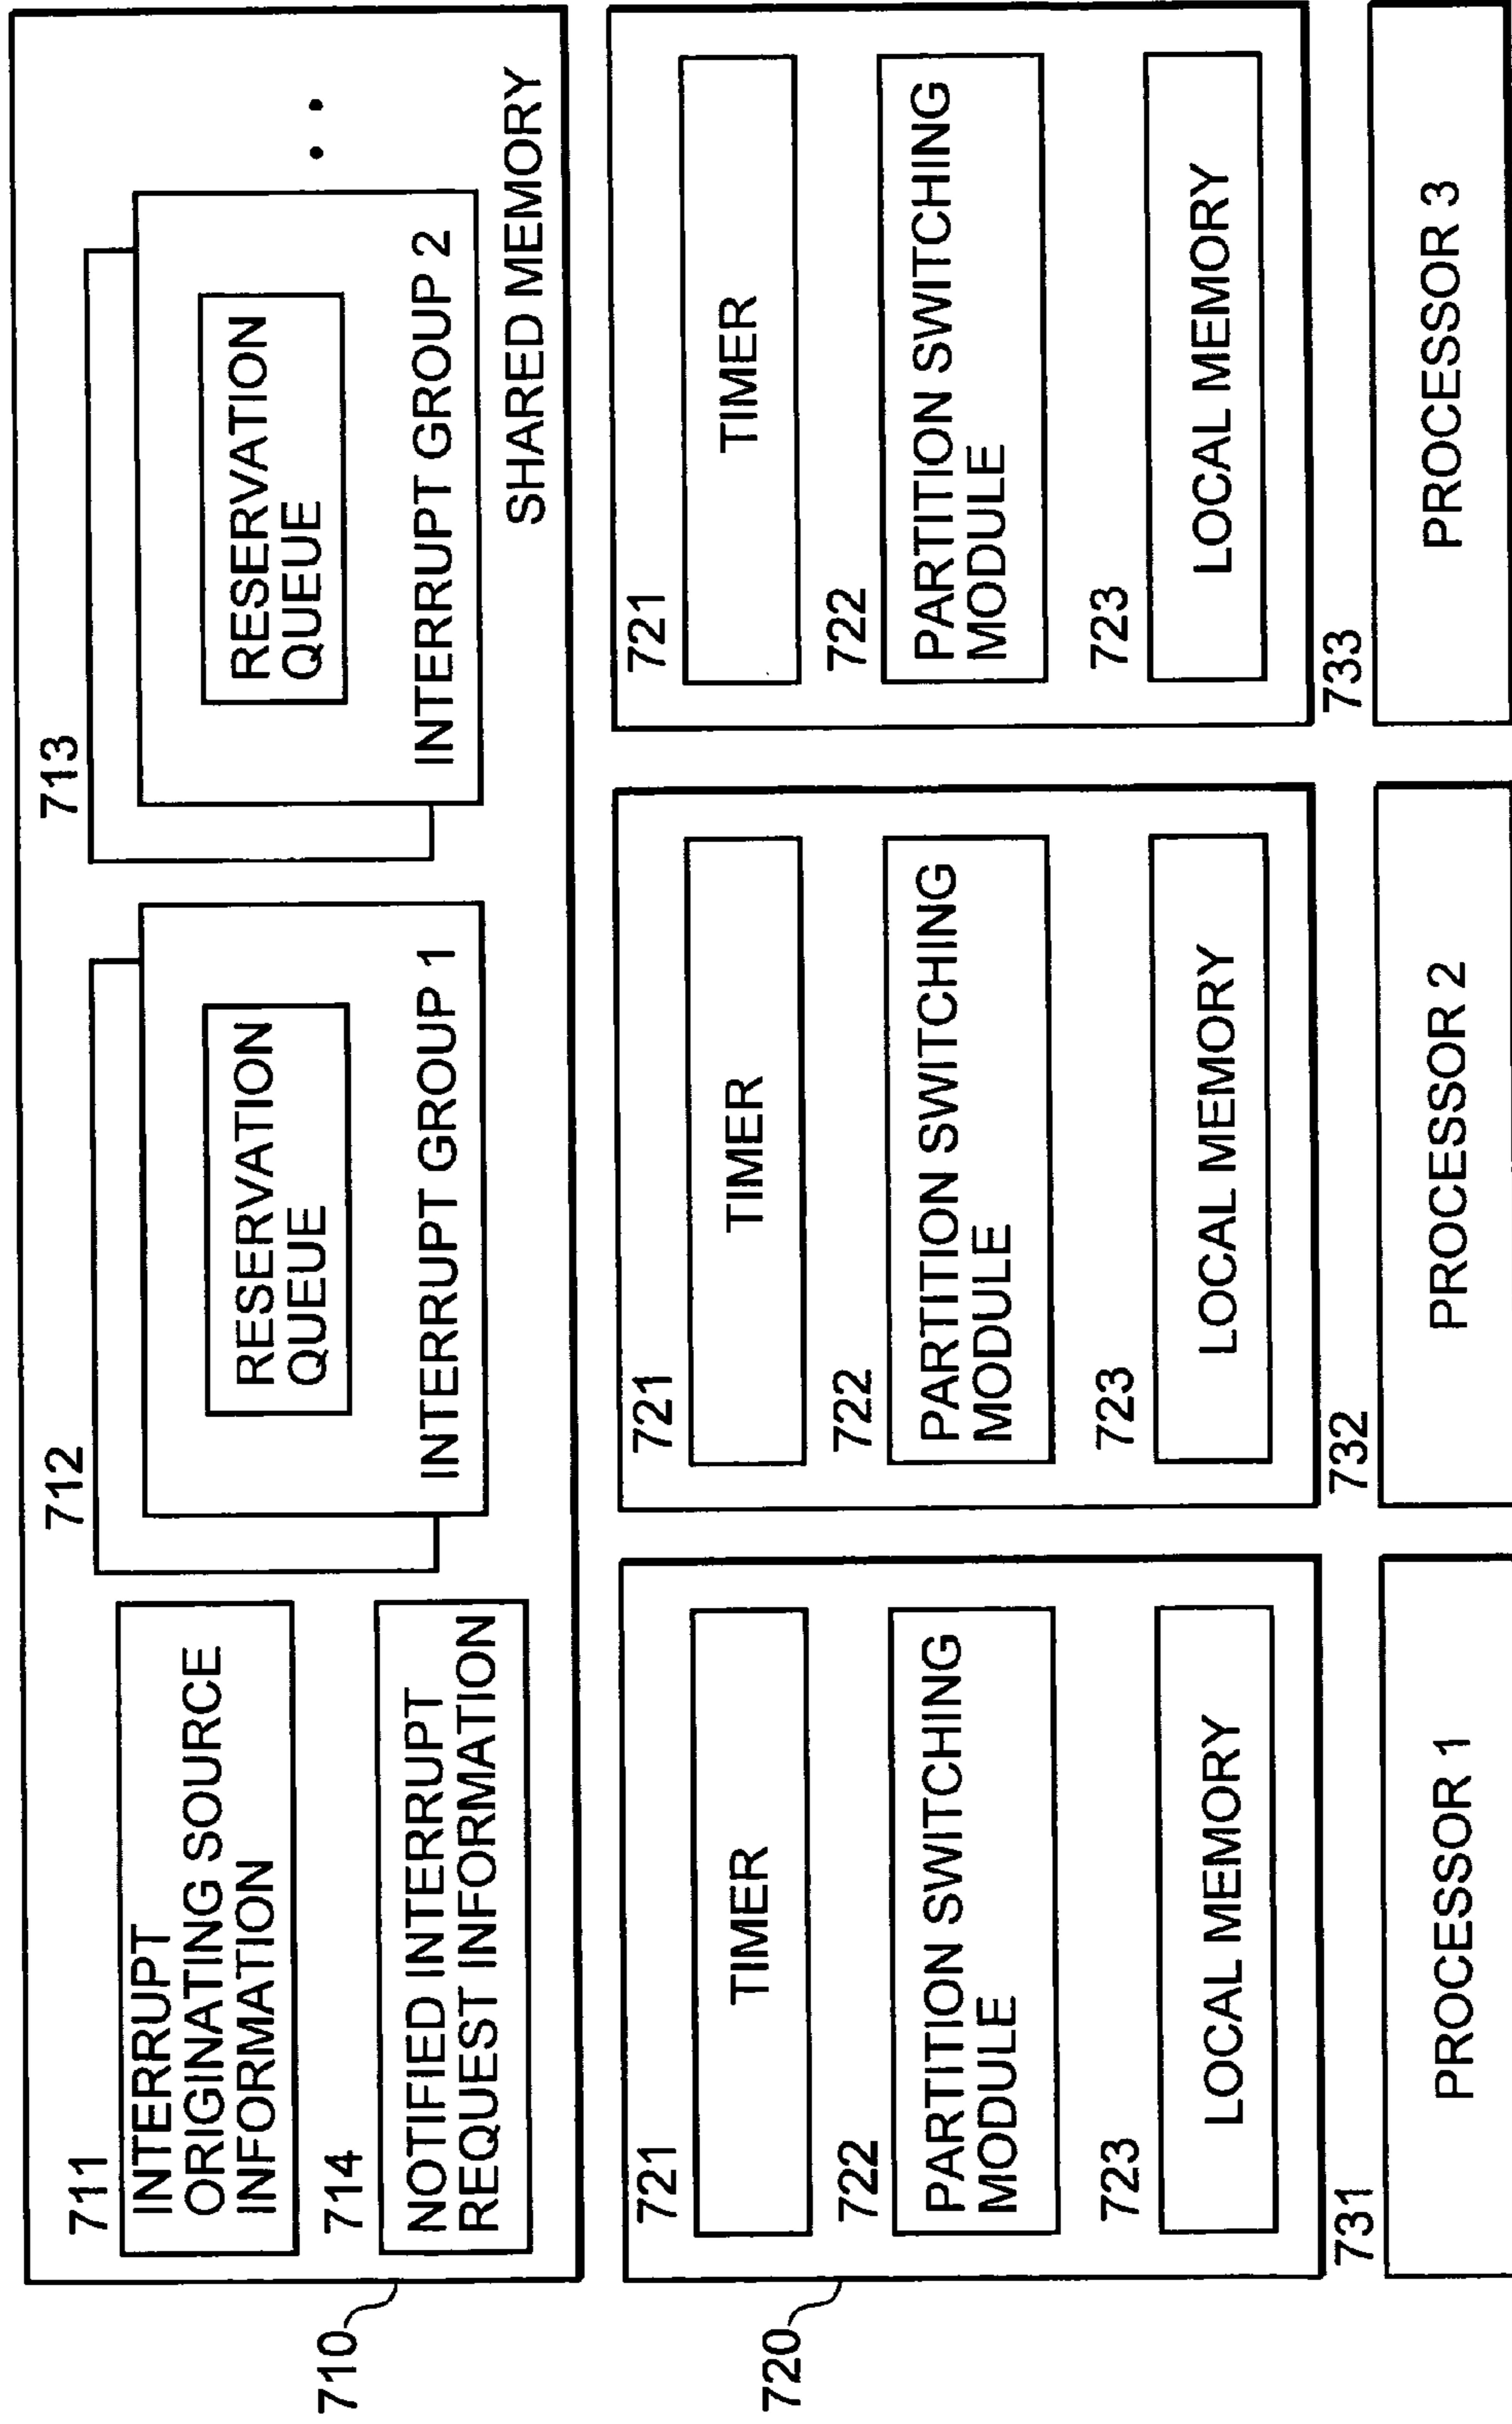 711
INTERRUPT
ORIGINATING SOURCE
INFORMATION
714
NOTIFIED INTERRUPT
REQUEST INFORMATION
712
RESERVATION
QUEUE
INTERRUPT GROUP 1
713
RESERVATION
QUEUE
INTERRUPT GROUP 2
SHARED MEMORY
710
720
721
TIMER
722
PARTITION SWITCHING
MODULE
723
LOCAL MEMORY
721
TIMER
722
PARTITION SWITCHING
MODULE
723
LOCAL MEMORY
721
TIMER
722
PARTITION SWITCHING
MODULE
723
LOCAL MEMORY
731
PROCESSOR 1
732
PROCESSOR 2
733
PROCESSOR 3